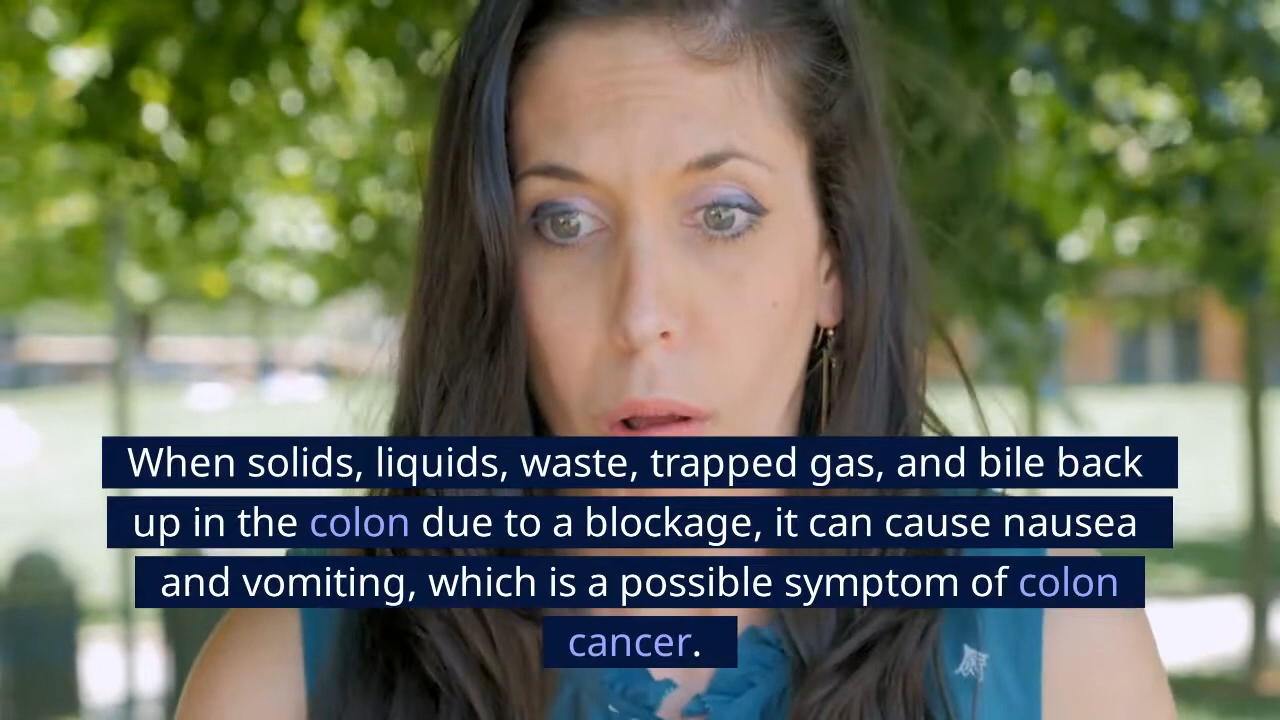 When solids, liquids, waste, trapped gas, and bile back
up in the colon due to a blockage, it can cause nausea
and vomiting, which is a possible symptom of colon
cancer.